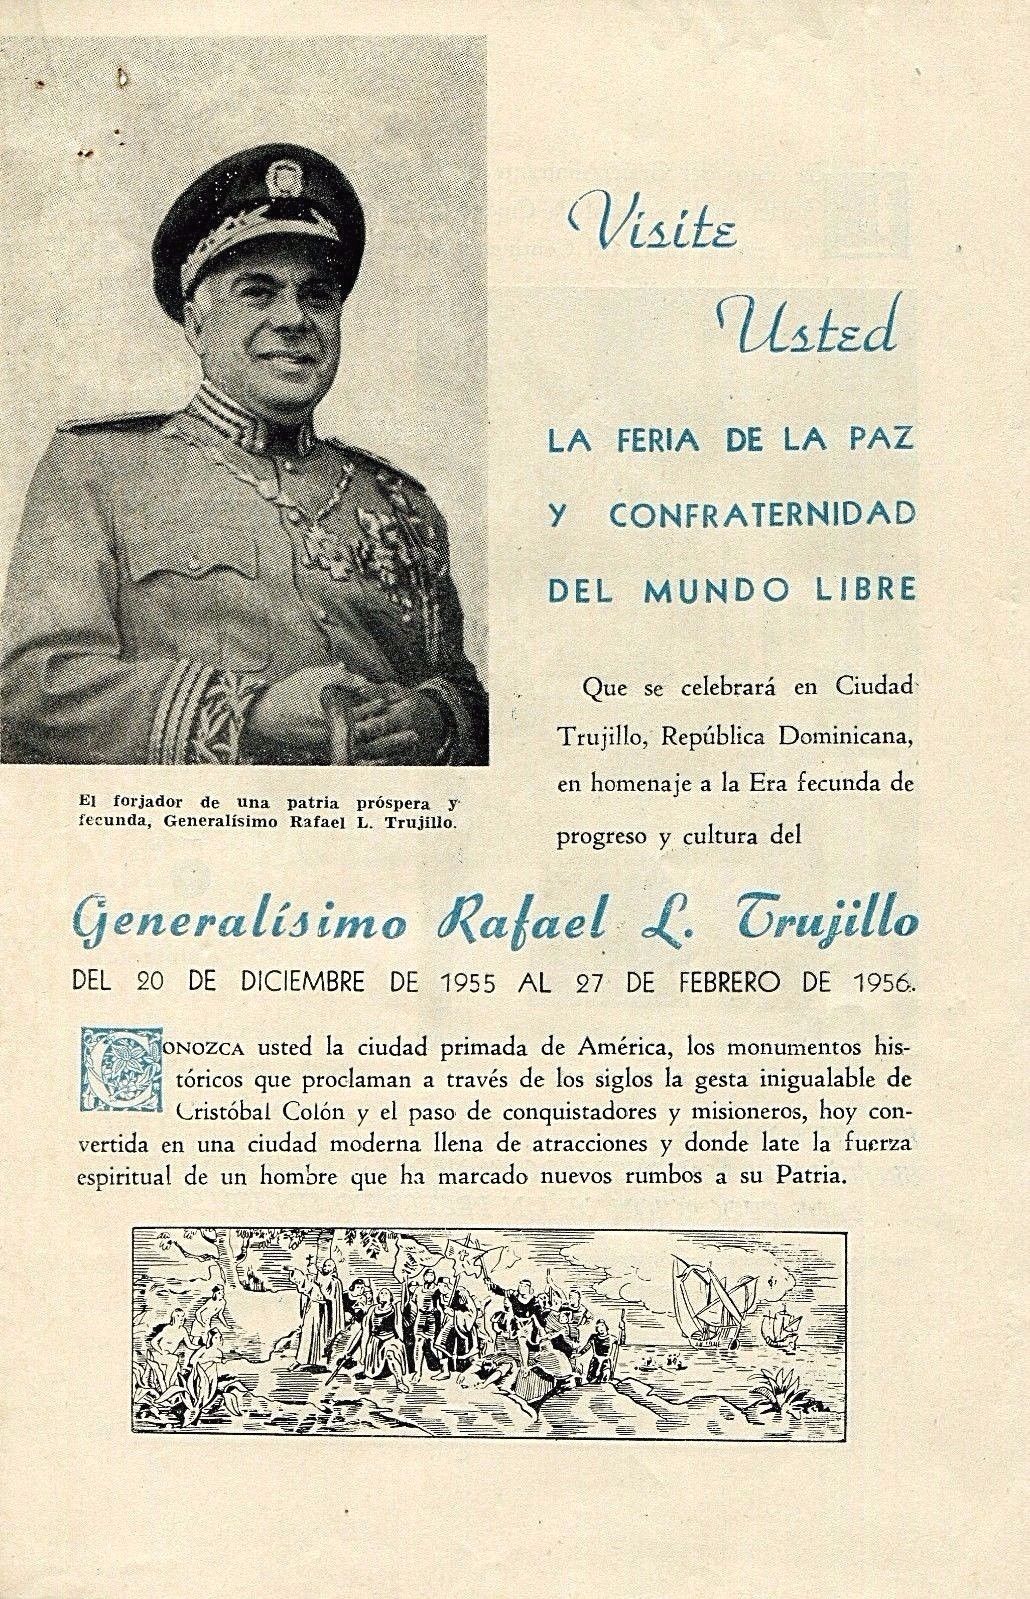 Visite
Usted
LA FERIA DE LA PAZ
Y CONFRATERNIDAD
DEL MUNDO LIBRE
Que se celebrará en Ciudad
Trujillo, República Dominicana,
en homenaje a la Era fecunda de
progreso y cultura del
El forjador de una patria próspera y
fecunda, Generalísimo Rafael L. Trujillo.
Generalísimo Rafael L. Trujillo
DEL 20 DE DICIEMBRE DE 1955 AL 27 DE FEBRERO DE 1956.
CONOZCA usted la ciudad primada de América, los monumentos his-
tóricos que proclaman a través de los siglos la gesta inigualable de
Cristóbal Colón y el paso de conquistadores y misioneros, hoy con-
vertida en una ciudad moderna llena de atracciones y donde late la fuerza
espiritual de un hombre que ha marcado nuevos rumbos a su Patria.